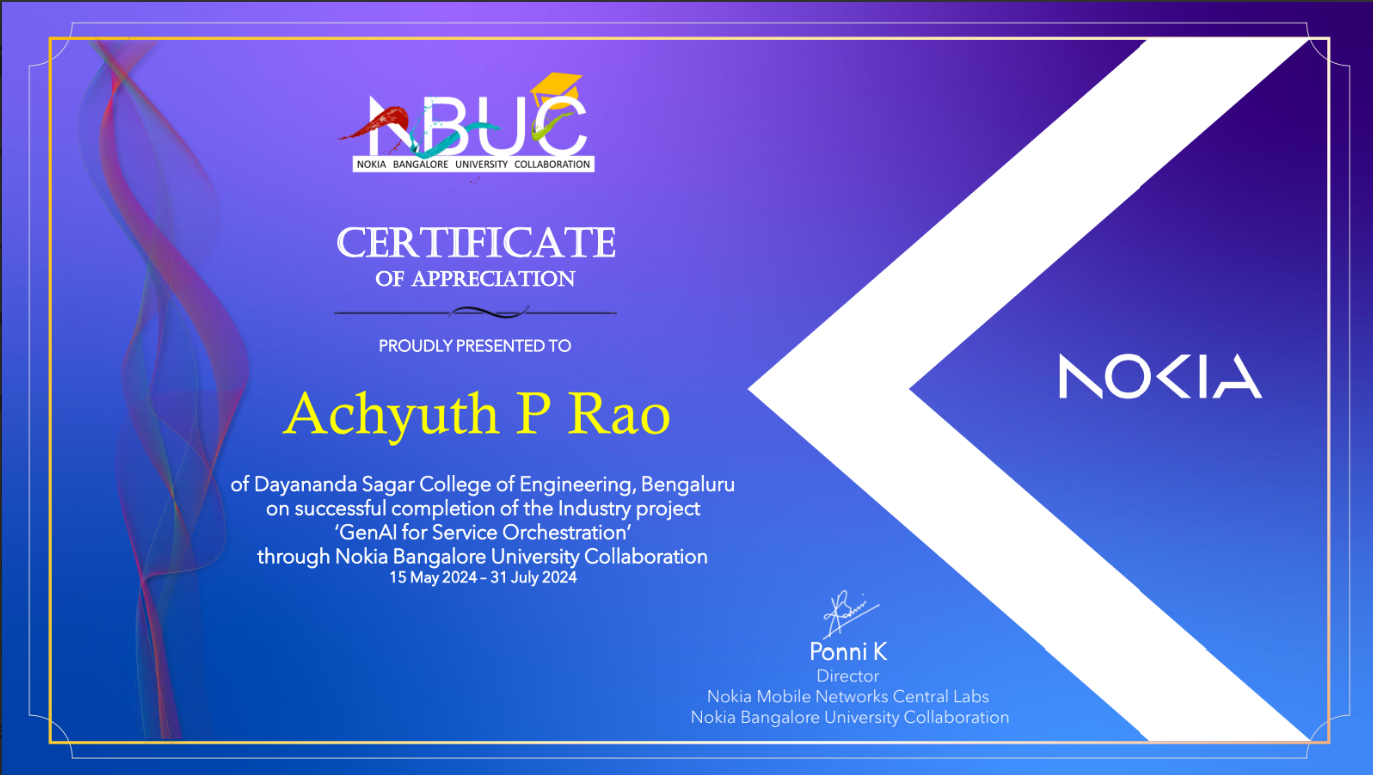 NBUC
NOKIA BANGALORE UNIVERSITY COLLABORATION
CERTIFICATE
OF APPRECIATION
PROUDLY PRESENTED TO
Achyuth P Rao
of Dayananda Sagar College of Engineering, Bengaluru
on successful completion of the Industry project
‘GenAI for Service Orchestration’
through Nokia Bangalore University Collaboration
15 May 2024 – 31 July 2024
NOKIA
Ponni K
Director
Nokia Mobile Networks Central Labs
Nokia Bangalore University Collaboration